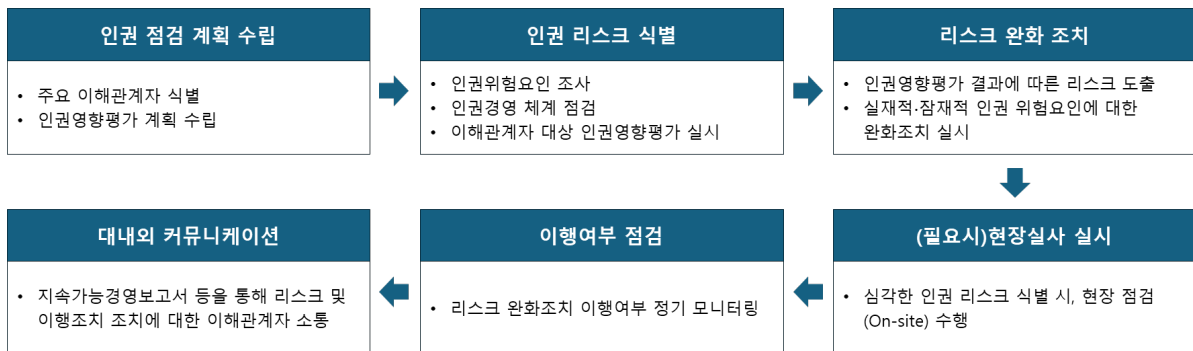 인권 점검 계획 수립
• 주요 이해관계자 식별
• 인권영향평가 계획 수립
인권 리스크 식별
• 인권위험요인 조사
• 인권경영 체계 점검
• 이해관계자 대상 인권영향평가 실시
리스크 완화 조치
• 인권영향평가 결과에 따른 리스크 도출
• 실재적·잠재적 인권 위험요인에 대한
완화조치 실시
(필요시)현장실사 실시
• 심각한 인권 리스크 식별 시, 현장 점검
(On-site) 수행
이행여부 점검
• 리스크 완화조치 이행여부 정기 모니터링
대내외 커뮤니케이션
• 지속가능경영보고서 등을 통해 리스크 및
이행조치 조치에 대한 이해관계자 소통